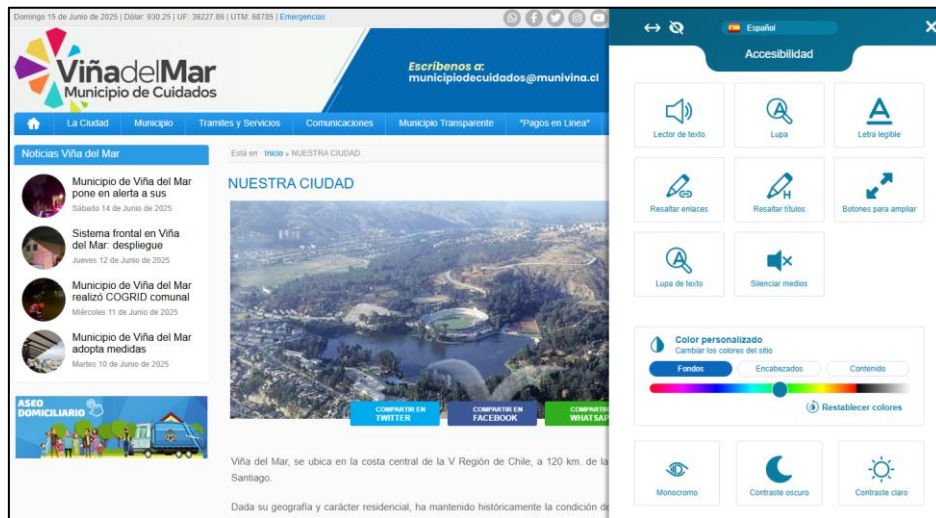 Domingo 15 de Junio de 2025 | Dólar: 930.25 | UF: 39227.86 | UTM: 68785 | Emergencias
ViñadelMar
Municipio de Cuidados
Escríbenos a:
municipiodecuidados@munivina.cl
La Ciudad Municipio Tramites y Servicios Comunicaciones Municipio Transparente *Pagos en Linea*
Noticias Viña del Mar
Municipio de Viña del Mar
pone en alerta a sus
Sábado 14 de Junio de 2025
Sistema frontal en Viña
del Mar: despliegue
Jueves 12 de Junio de 2025
Municipio de Viña del Mar
realizó COGRID comunal
Miércoles 11 de Junio de 2025
Municipio de Viña del Mar
adopta medidas
Martes 10 de Junio de 2025
ASEO
DOMICILIARIO
Está en · Inicio » NUESTRA CIUDAD
NUESTRA CIUDAD
COMPARTIR EN
TWITTER
COMPARTIR EN
FACEBOOK
COMPARTIR
WHATSAP
Viña del Mar, se ubica en la costa central de la V Región de Chile, a 120 km. de la
Santiago.
Dada su geografía y carácter residencial, ha mantenido históricamente la condición de
Español
Accesibilidad
Lector de texto
Lupa
Letra legible
Resaltar enlaces
Resaltar títulos
Botones para ampliar
Lupa de texto
Silenciar medios
Color personalizado
Cambiar los colores del sitio
Fondos Encabezados Contenido
Restablecer colores
Monocromo
Contraste oscuro
Contraste claro